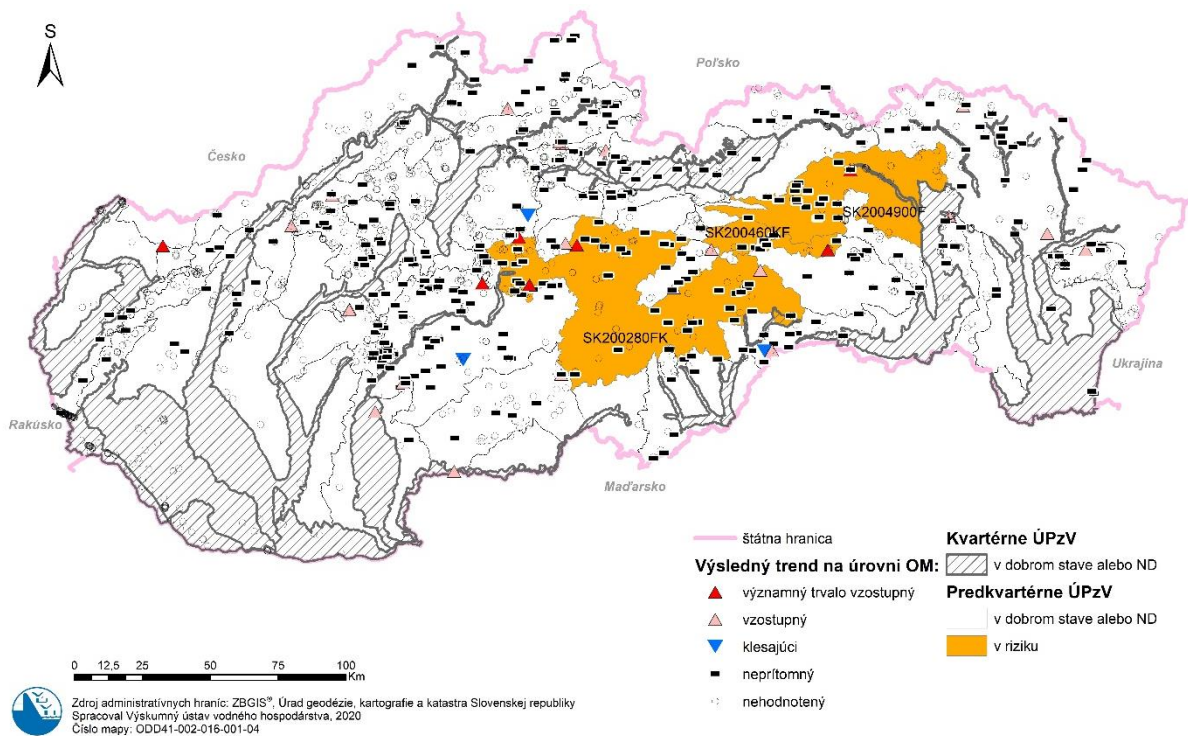 S
Poľsko
Česko
SK2004900F
SK200460KF
SK200280FK
Ukrajina
Rakúsko
Maďarsko
štátna hranica
Výsledný trend na úrovni OM:
významný trvalo vzostupný
vzostupný
klesajúci
neprítomný
nehodnotený
Kvartérne ÚPzV
v dobrom stave alebo ND
Predkvartérne ÚPzV
v dobrom stave alebo ND
v riziku
0 12,5 25 50 75 100
Km
Zdroj administratívnych hraníc: ZBGIS®, Úrad geodézie, kartografie a katastra Slovenskej republiky
Spracoval Výskumný ústav vodného hospodárstva, 2020
Číslo mapy: ODD41-002-016-001-04